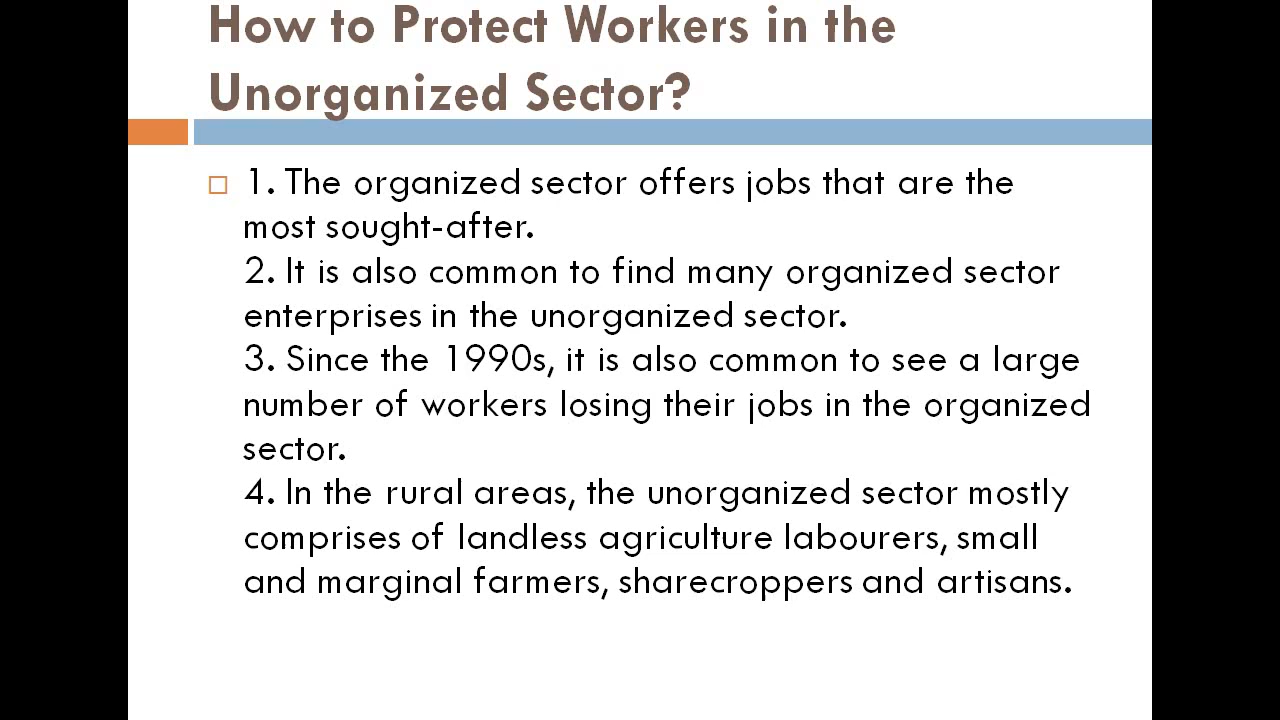 How to Protect Workers in the
Unorganized Sector?
1. The organized sector offers jobs that are the
most sought-after.
2. It is also common to find many organized sector
enterprises in the unorganized sector.
3. Since the 1990s, it is also common to see a large
number of workers losing their jobs in the organized
sector.
4. In the rural areas, the unorganized sector mostly
comprises of landless agriculture labourers, small
and marginal farmers, sharecroppers and artisans.